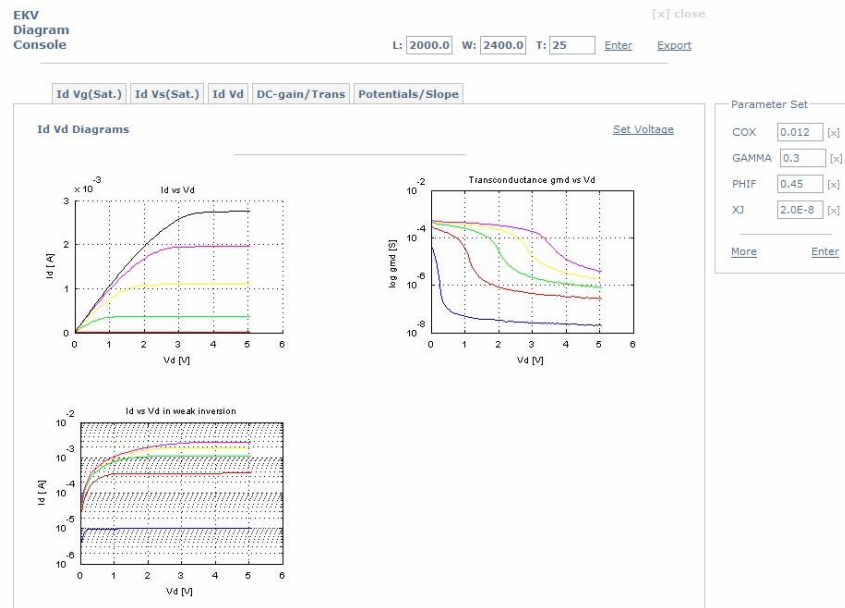 EKV
Diagram
Console
[x] close
L: 2000.0 W: 2400.0 T: 25 Enter Export
Id Vg(Sat.) Id Vs(Sat.) Id Vd DC-gain/Trans Potentials/Slope
Id Vd Diagrams Set Voltage
Parameter Set
COX 0.012 [x]
GAMMA 0.3 [x]
PHIF 0.45 [x]
XJ 2.0E-8 [x]
More Enter
x 10 -3
Id vs Vd
3
2
1
0
Id [ A]
0 1 2 3 4 5 6
Vd [V]
Transconductance gmd vs Vd
10 -2
10 -4
10 -6
10 -8
log gmd [S]
0 1 2 3 4 5 6
Vd [V]
Id vs Vd in weak inversion
10 -2
10 -3
10 -4
10 -5
10 -6
Id [ A]
0 1 2 3 4 5 6
Vd [V]